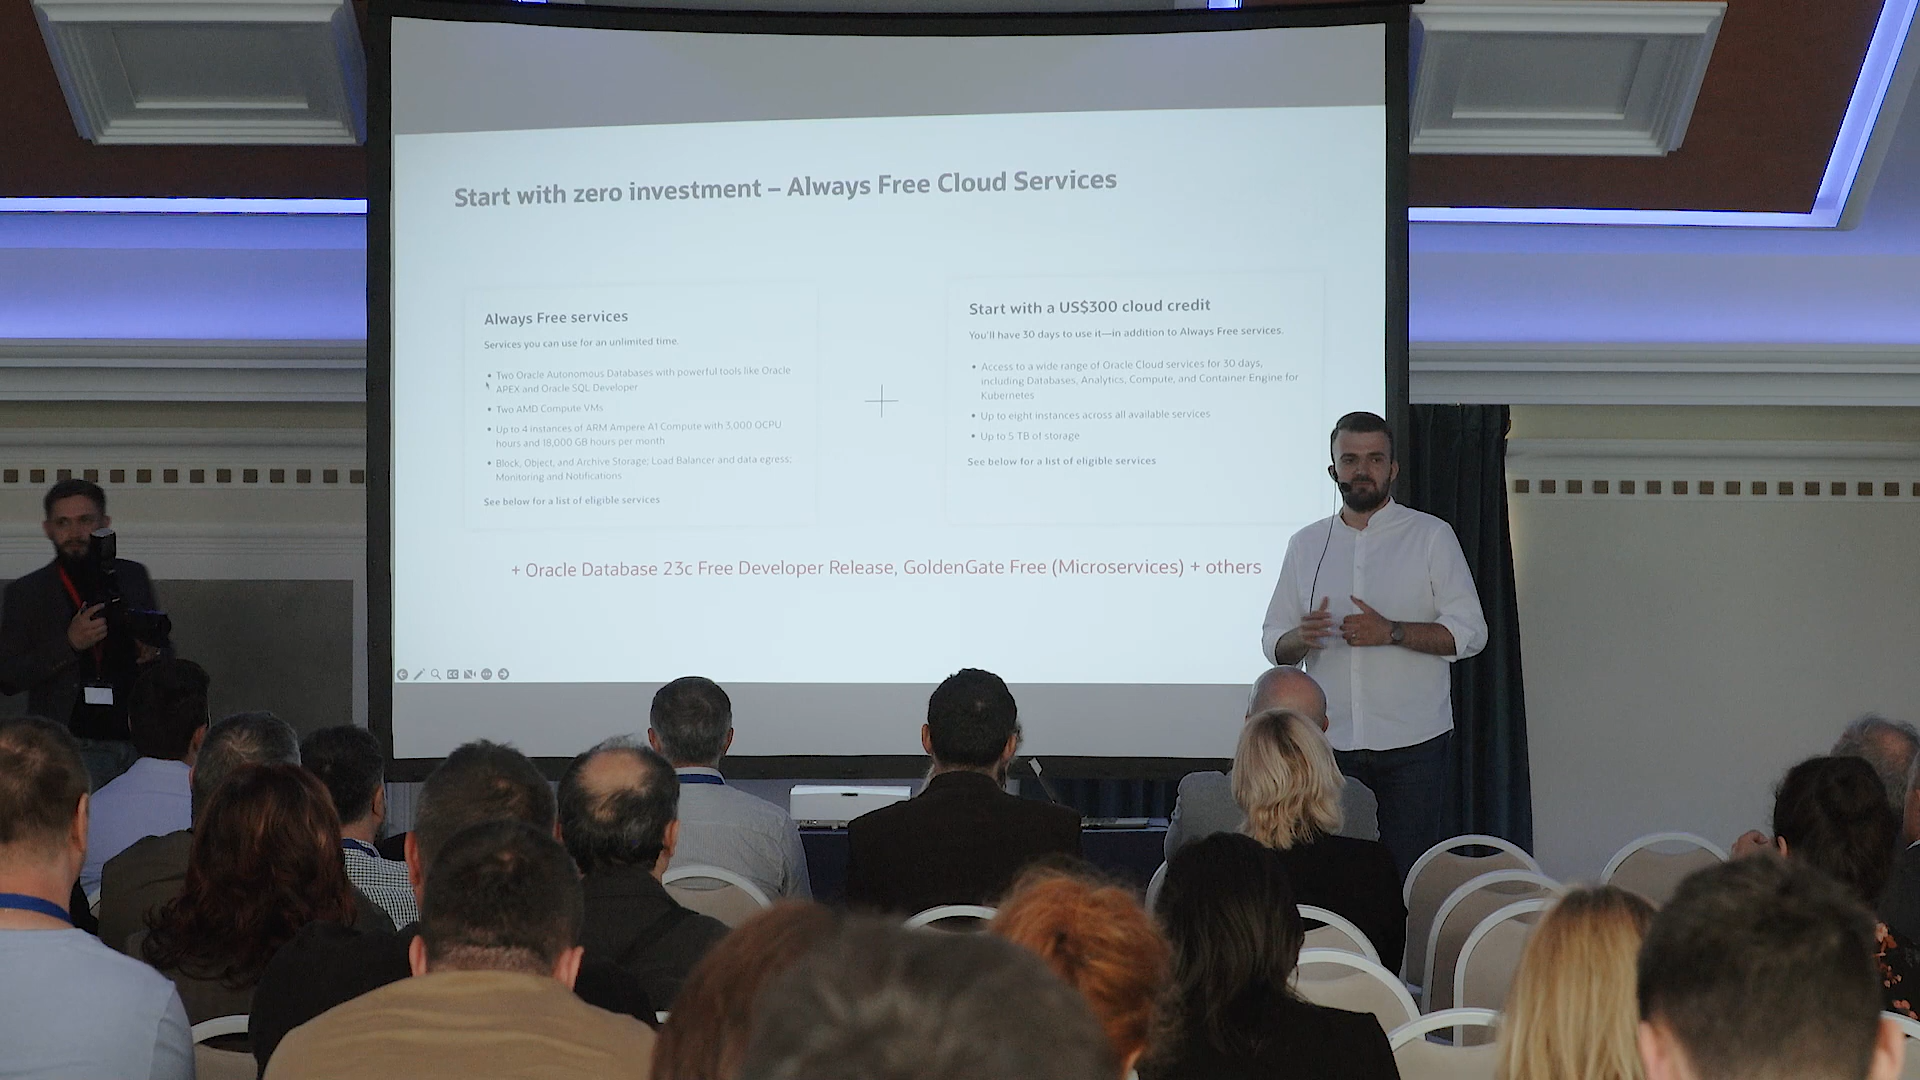 Start with zero investment – Always Free Cloud Services
Always Free services
Services you can use for an unlimited time.
• Two Oracle Autonomous Databases with powerful tools like Oracle
APEX and Oracle SQL Developer
• Two AMD Compute VMs
• Up to 4 instances of ARM Ampere A1 Compute with 3,000 OCPU
hours and 18,000 GB hours per month
• Block, Object, and Archive Storage; Load Balancer and data egress;
Monitoring and Notifications
See below for a list of eligible services
Start with a US$300 cloud credit
You'll have 30 days to use it—in addition to Always Free services.
• Access to a wide range of Oracle Cloud services for 30 days,
including Databases, Analytics, Compute, and Container Engine for
Kubernetes
• Up to eight instances across all available services
• Up to 5 TB of storage
See below for a list of eligible services
+ Oracle Database 23c Free Developer Release, GoldenGate Free (Microservices) + others